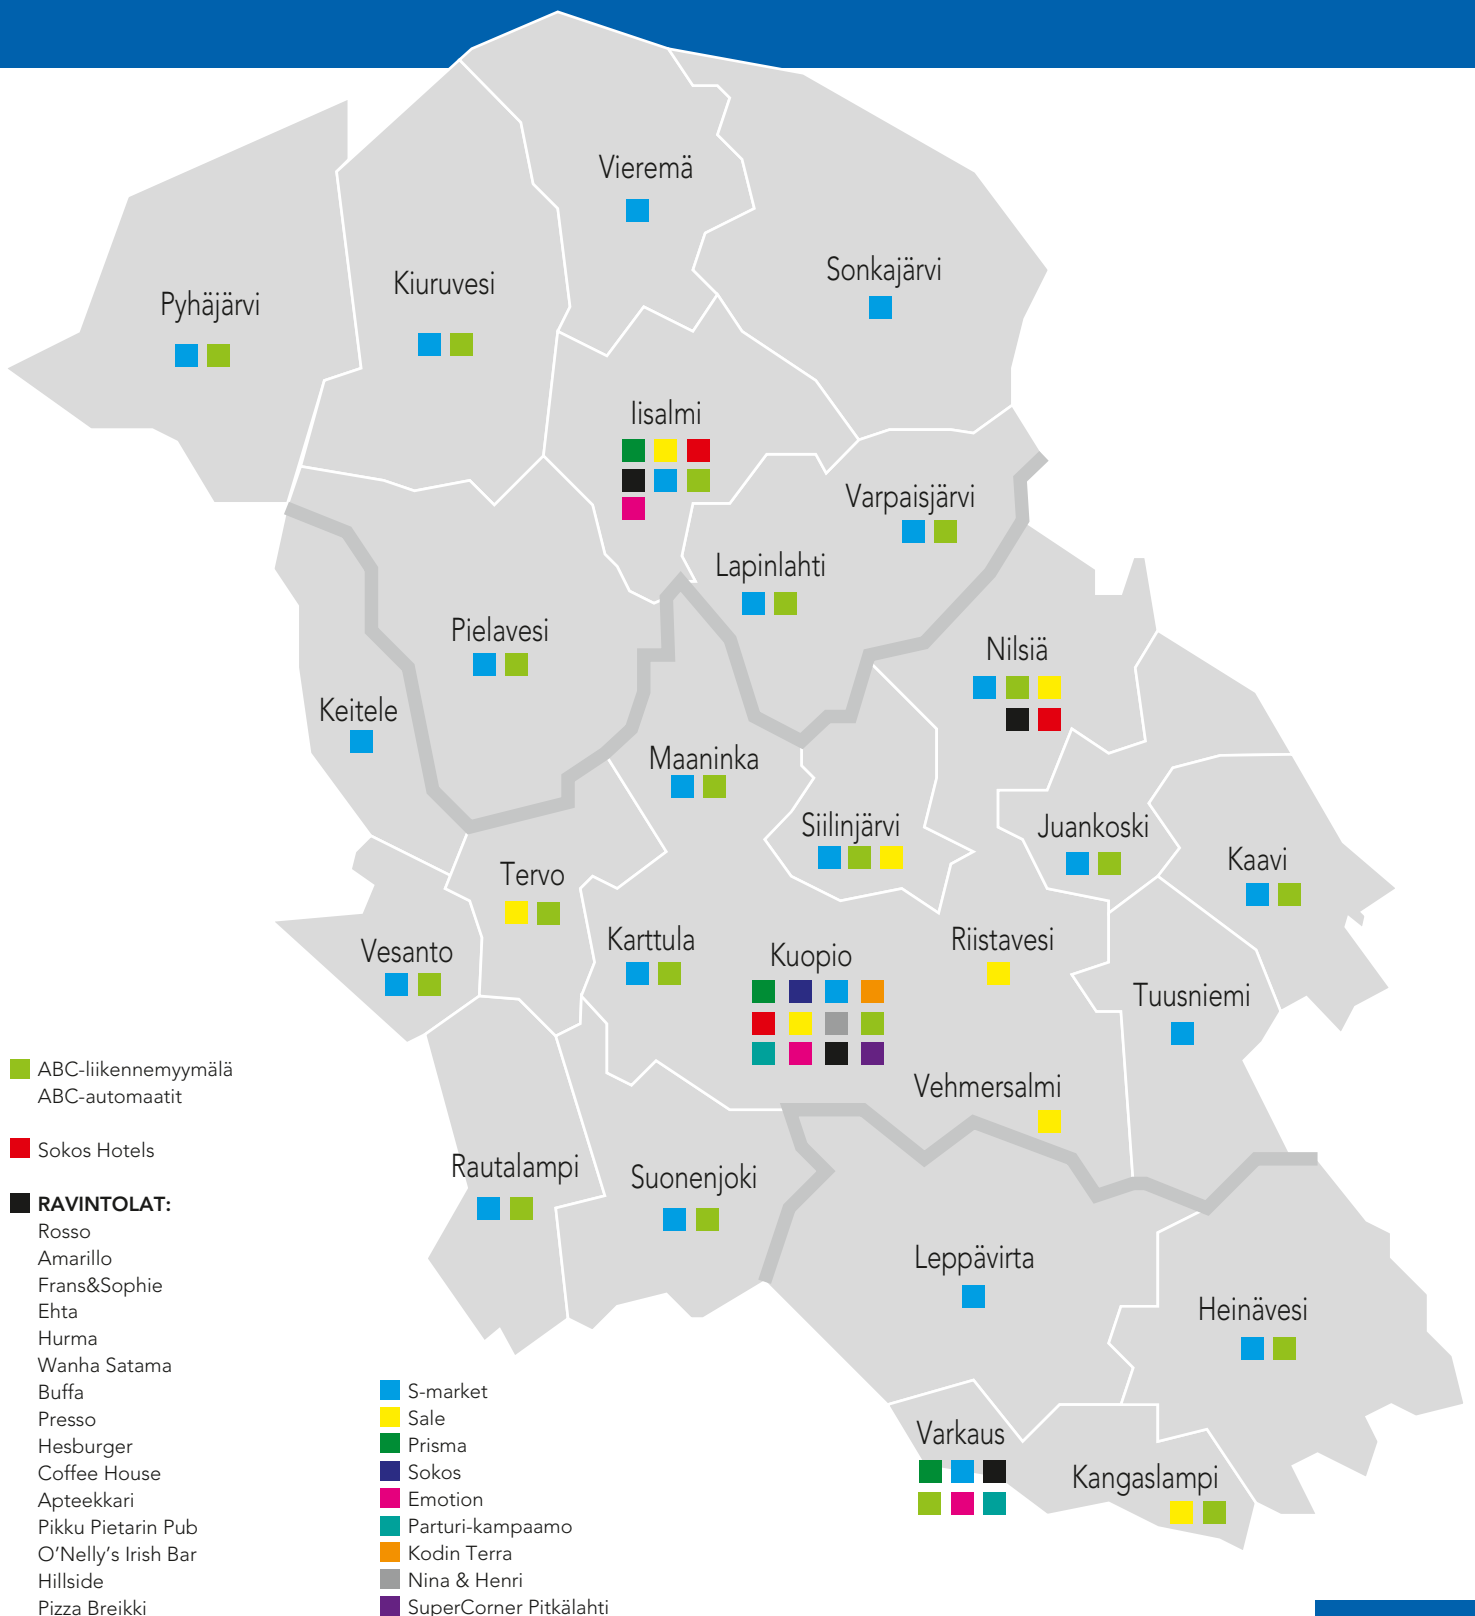 Vieremä
Sonkajärvi
Kiuruvesi
Pyhäjärvi
Iisalmi
Varpaisjärvi
Lapinlahti
Pielavesi
Nilsiä
Keitele
Maaninka
Siilinjärvi
Juankoski
Kaavi
Tervo
Karttula
Riistavesi
Vesanto
Kuopio
Tuusniemi
Vehmersalmi
Rautalampi
Suonenjoki
Leppävirta
Heinävesi
Varkaus
Kangaslampi
ABC-liikennemyymälä
ABC-automaatit
Sokos Hotels
RAVINTOLAT:
Rosso
Amarillo
Frans&Sophie
Ehta
Hurma
Wanha Satama
Buffa
Presso
Hesburger
Coffee House
Apteekkari
Pikku Pietarin Pub
O'Nelly's Irish Bar
Hillside
Pizza Breikki
S-market
Sale
Prisma
Sokos
Emotion
Parturi-kampaamo
Kodin Terra
Nina & Henri
SuperCorner Pitkälahti